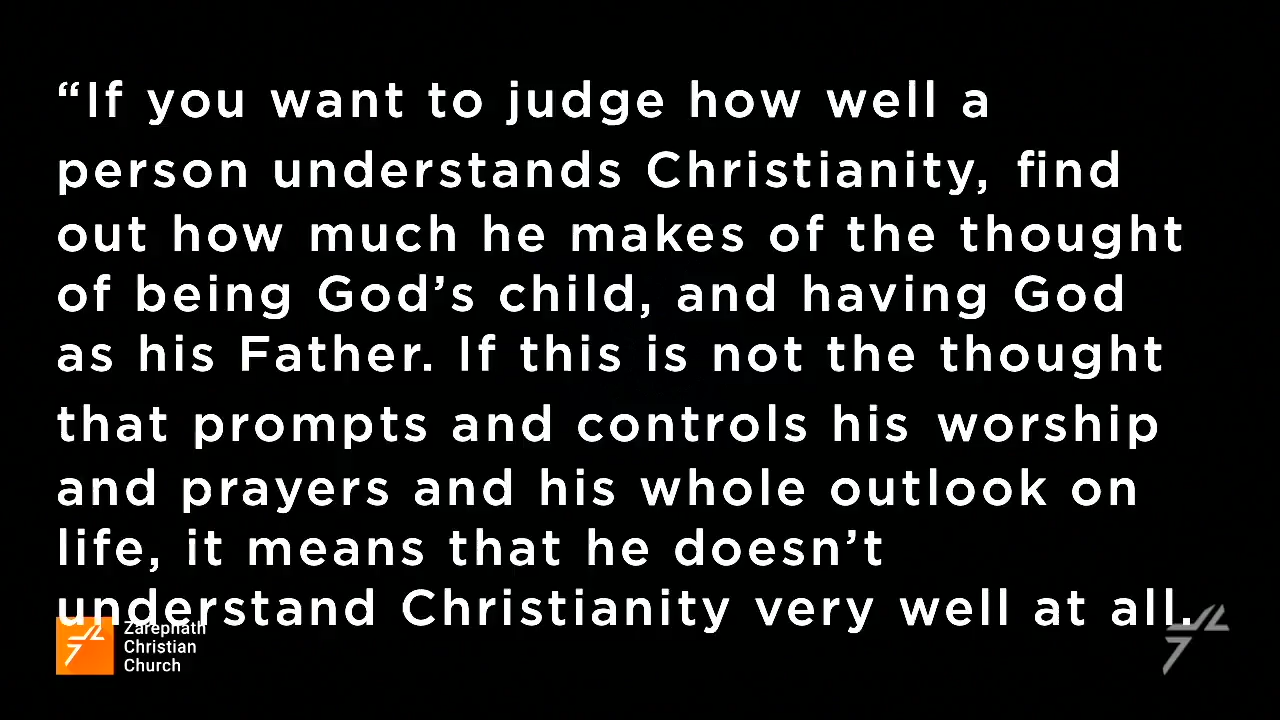 “If you want to judge how well a
person understands Christianity, find
out how much he makes of the thought
of being God’s child, and having God
as his Father. If this is not the thought
that prompts and controls his worship
and prayers and his whole outlook on
life, it means that he doesn’t
understand Christianity very well at all.
Zarephath
Christian
Church